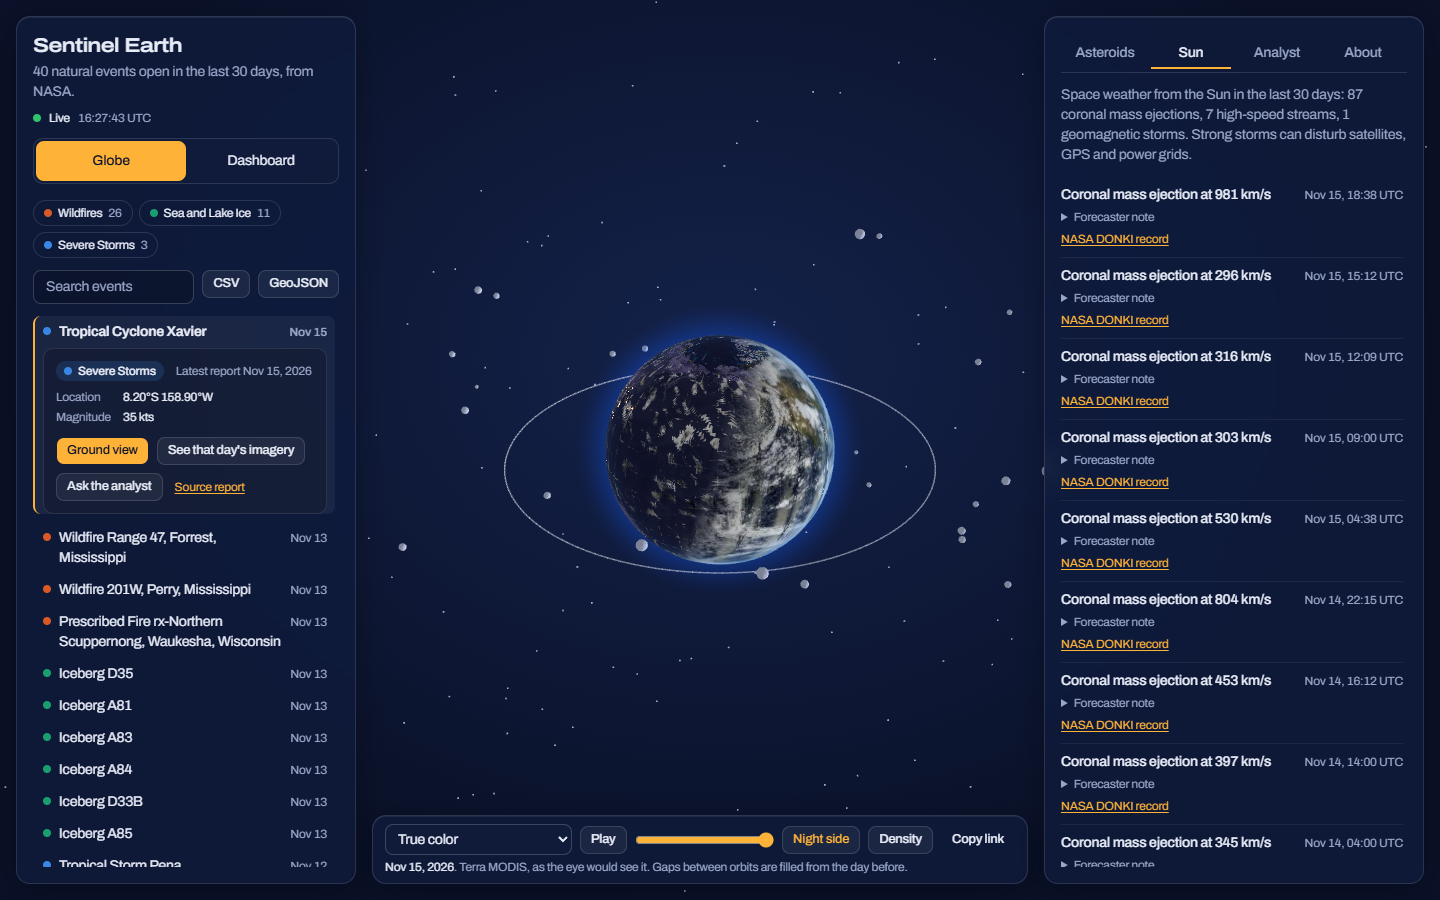 Sentinel Earth
40 natural events open in the last 30 days, from
NASA.
Live 16:27:43 UTC
Globe Dashboard
Wildfires 26 Sea and Lake Ice 11
Severe Storms 3
Search events CSV GeoJSON
Tropical Cyclone Xavier Nov 15
Severe Storms Latest report Nov 15, 2026
Location 8.20°S 158.90°W
Magnitude 35 kts
Ground view See that day's imagery
Ask the analyst Source report
Wildfire Range 47, Forrest,
Mississippi Nov 13
Wildfire 201W, Perry, Mississippi Nov 13
Prescribed Fire rx-Northern
Scuppernong, Waukesha, Wisconsin Nov 13
Iceberg D35 Nov 13
Iceberg A81 Nov 13
Iceberg A83 Nov 13
Iceberg A84 Nov 13
Iceberg D33B Nov 13
Iceberg A85 Nov 13
Tropical Storm Pena Nov 12
True color Play Night side Density Copy link
Nov 15, 2026. Terra MODIS, as the eye would see it. Gaps between orbits are filled from the day before.
Asteroids Sun Analyst About
Space weather from the Sun in the last 30 days: 87
coronal mass ejections, 7 high-speed streams, 1
geomagnetic storms. Strong storms can disturb satellites,
GPS and power grids.
Coronal mass ejection at 981 km/s Nov 15, 18:38 UTC
Forecaster note
NASA DONKI record
Coronal mass ejection at 296 km/s Nov 15, 15:12 UTC
Forecaster note
NASA DONKI record
Coronal mass ejection at 316 km/s Nov 15, 12:09 UTC
Forecaster note
NASA DONKI record
Coronal mass ejection at 303 km/s Nov 15, 09:00 UTC
Forecaster note
NASA DONKI record
Coronal mass ejection at 530 km/s Nov 15, 04:38 UTC
Forecaster note
NASA DONKI record
Coronal mass ejection at 804 km/s Nov 14, 22:15 UTC
Forecaster note
NASA DONKI record
Coronal mass ejection at 453 km/s Nov 14, 16:12 UTC
Forecaster note
NASA DONKI record
Coronal mass ejection at 397 km/s Nov 14, 14:00 UTC
Forecaster note
NASA DONKI record
Coronal mass ejection at 345 km/s Nov 14, 04:00 UTC
Forecaster note